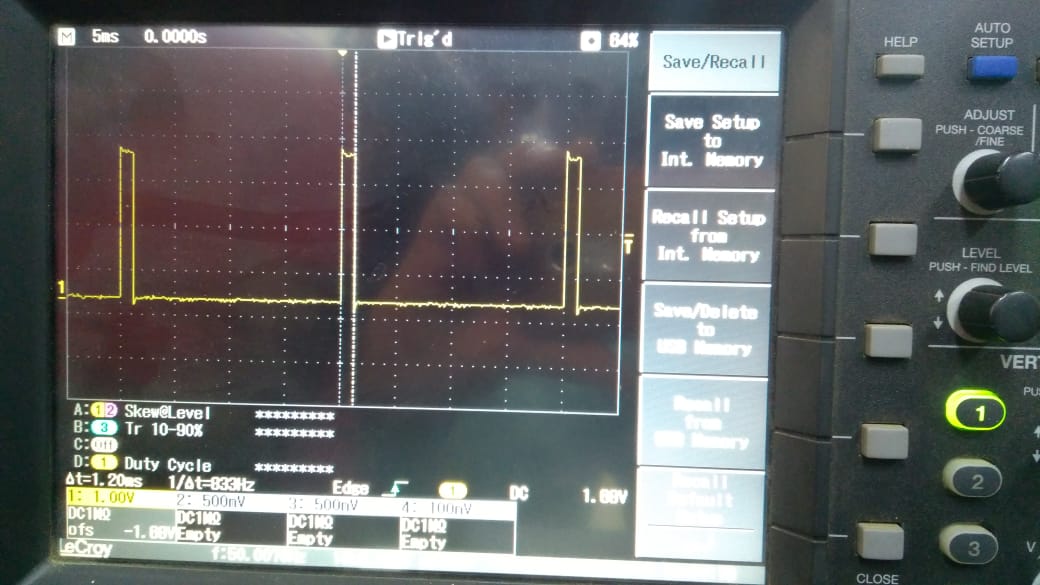 M 5ms 0.0000s Trig'd 64%
Save/Recall
Save Setup
to
Int. Memory
Recall Setup
from
Int. Memory
Save/Delete
to
USB Memory
Recall
from
USB Memory
Recall
Default
1
T
A: 1 2 Skew@Level *********
B: 3 Tr 10-90% *********
C: Off
D: 1 Duty Cycle *********
Δt=1.20ms 1/Δt=833Hz Edge 1 DC
1: 1.00V 2: 500mV 3: 500mV 4: 100mV
DC1MΩ DC1MΩ DC1MΩ DC1MΩ
ofs Empty Empty Empty
LeCroy
HELP
AUTO
SETUP
ADJUST
PUSH - COARSE
/FINE
LEVEL
PUSH - FIND LEVEL
VERT
PUS
1
2
3
V
CLOSE